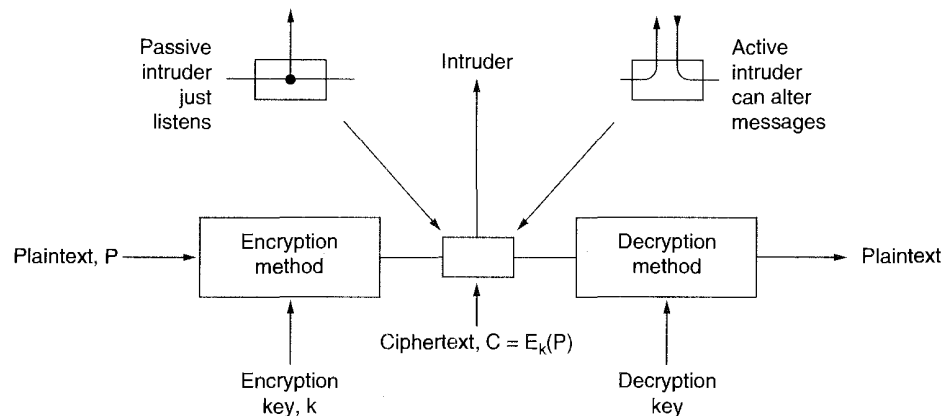 Passive
intruder
just
listens
Intruder
Active
intruder
can alter
messages
Plaintext, P
Encryption
method
Decryption
method
Plaintext
Ciphertext, C = Eₖ(P)
Encryption
key, k
Decryption
key